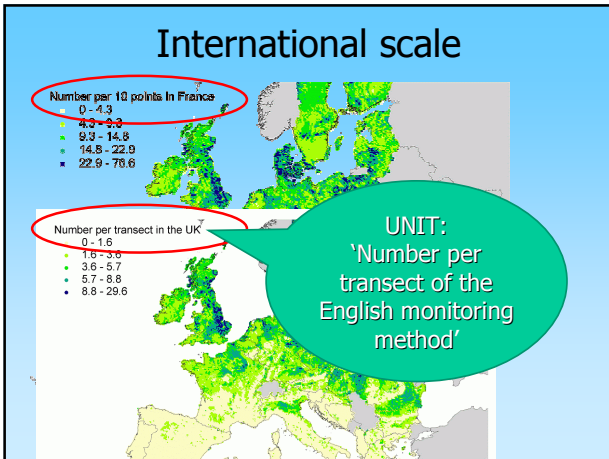 International scale
Number per 10 points in France
0 - 4.3
4.3 - 9.3
9.3 - 14.8
14.8 - 22.9
22.9 - 76.6
Number per transect in the UK
0 - 1.6
1.6 - 3.6
3.6 - 5.7
5.7 - 8.8
8.8 - 29.6
UNIT:
‘Number per
transect of the
English monitoring
method’